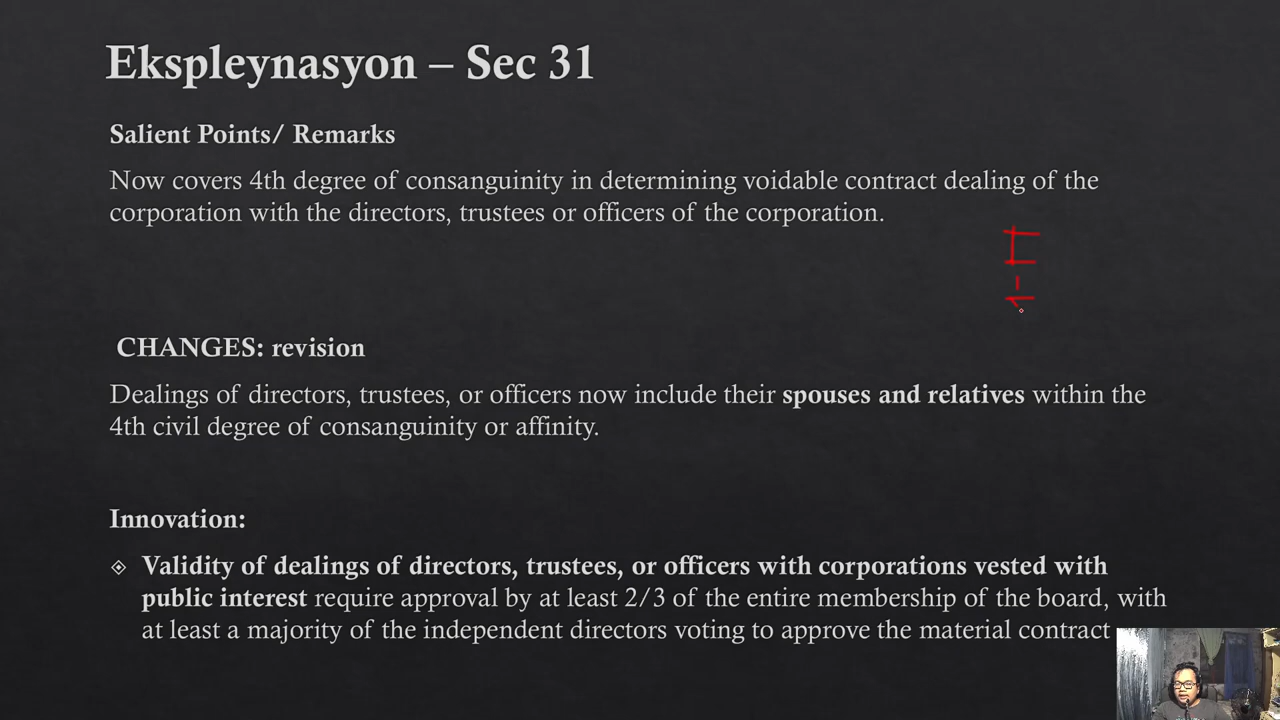 Ekspleynasyon – Sec 31
Salient Points/ Remarks
Now covers 4th degree of consanguinity in determining voidable contract dealing of the
corporation with the directors, trustees or officers of the corporation.
CHANGES: revision
Dealings of directors, trustees, or officers now include their spouses and relatives within the
4th civil degree of consanguinity or affinity.
Innovation:
Validity of dealings of directors, trustees, or officers with corporations vested with
public interest require approval by at least 2/3 of the entire membership of the board, with
at least a majority of the independent directors voting to approve the material contract